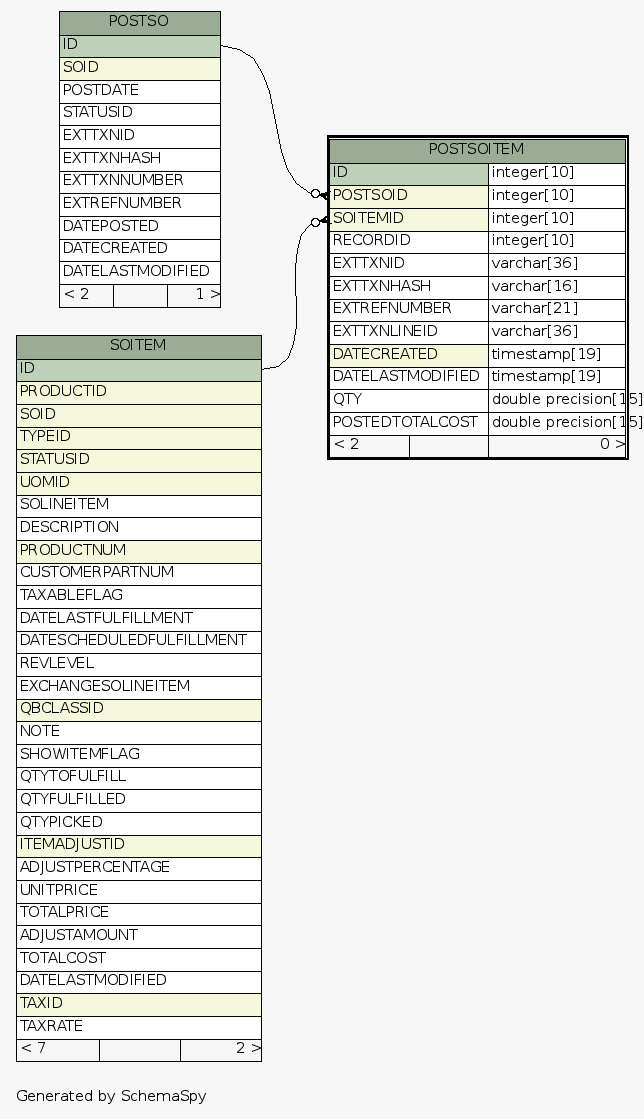 POSTSO
ID
SOID
POSTDATE
STATUSID
EXTTXNID
EXTTXNHASH
EXTTXNNUMBER
EXTREFNUMBER
DATEPOSTED
DATECREATED
DATELASTMODIFIED
< 2 1 >
POSTSOITEM
ID integer[10]
POSTSOID integer[10]
SOITEMID integer[10]
RECORDID integer[10]
EXTTXNID varchar[36]
EXTTXNHASH varchar[16]
EXTREFNUMBER varchar[21]
EXTTXNLINEID varchar[36]
DATECREATED timestamp[19]
DATELASTMODIFIED timestamp[19]
QTY double precision[15]
POSTEDTOTALCOST double precision[15]
< 2 0 >
SOITEM
ID
PRODUCTID
SOID
TYPEID
STATUSID
UOMID
SOLINEITEM
DESCRIPTION
PRODUCTNUM
CUSTOMERPARTNUM
TAXABLEFLAG
DATELASTFULFILLMENT
DATESCHEDULEDFULFILLMENT
REVLEVEL
EXCHANGESOLINEITEM
QBCLASSID
NOTE
SHOWITEMFLAG
QTYTOFULFILL
QTYFULFILLED
QTYPICKED
ITEMADJUSTID
ADJUSTPERCENTAGE
UNITPRICE
TOTALPRICE
ADJUSTAMOUNT
TOTALCOST
DATELASTMODIFIED
TAXID
TAXRATE
< 7 2 >
Generated by SchemaSpy